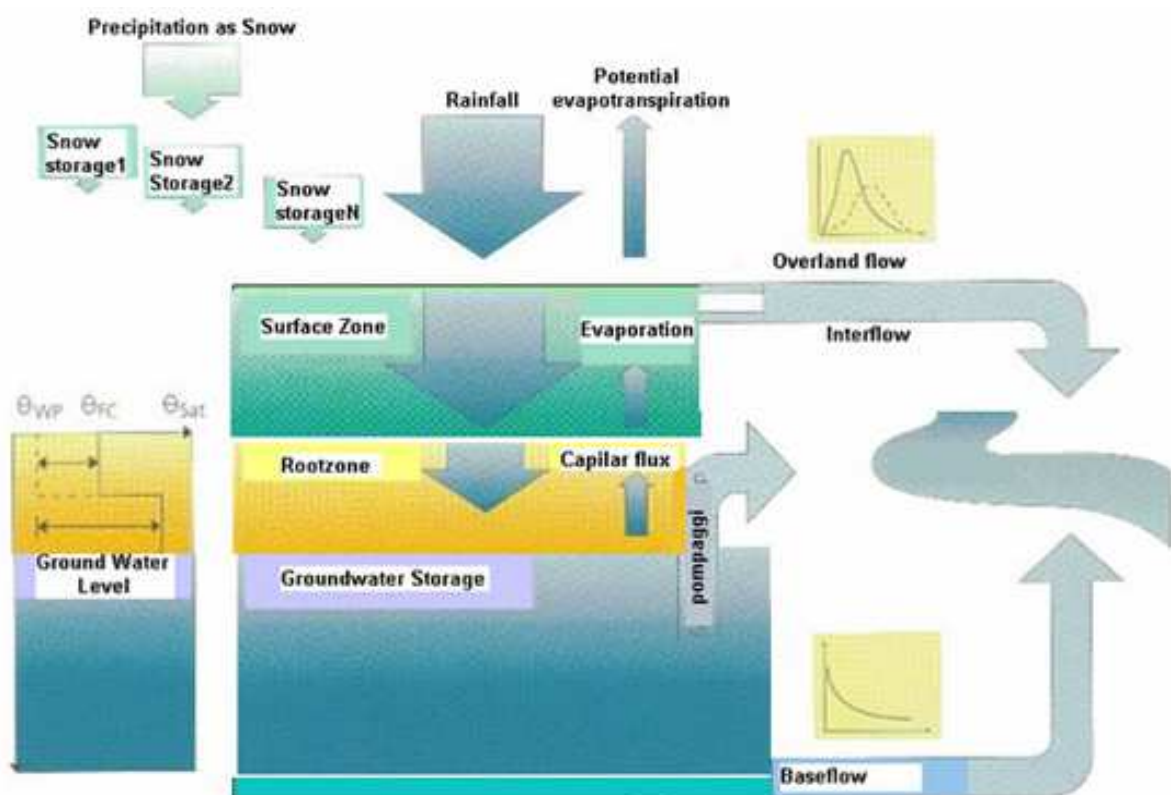 Precipitation as Snow
Rainfall
Potential
evapotranspiration
Snow
storage1
Snow
Storage2
Snow
storageN
Overland flow
Interflow
Surface Zone
Evaporation
θWP
θFC
θSat
Rootzone
Capilar flux
pompaggi
Ground Water
Level
Groundwater Storage
Baseflow